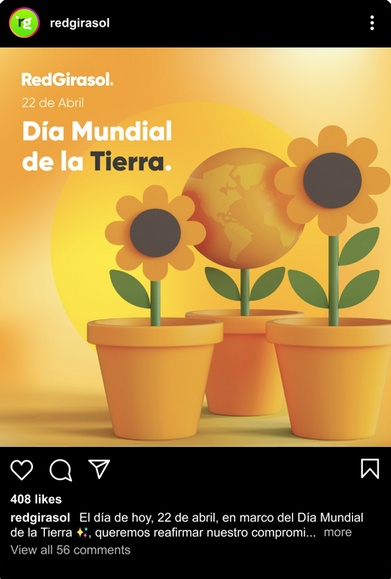 rg
redgirasol
RedGirasol.
22 de Abril
Día Mundial
de la Tierra.
408 likes
redgirasol El día de hoy, 22 de abril, en marco del Día Mundial
de la Tierra ✨, queremos reafirmar nuestro compromi... more
View all 56 comments